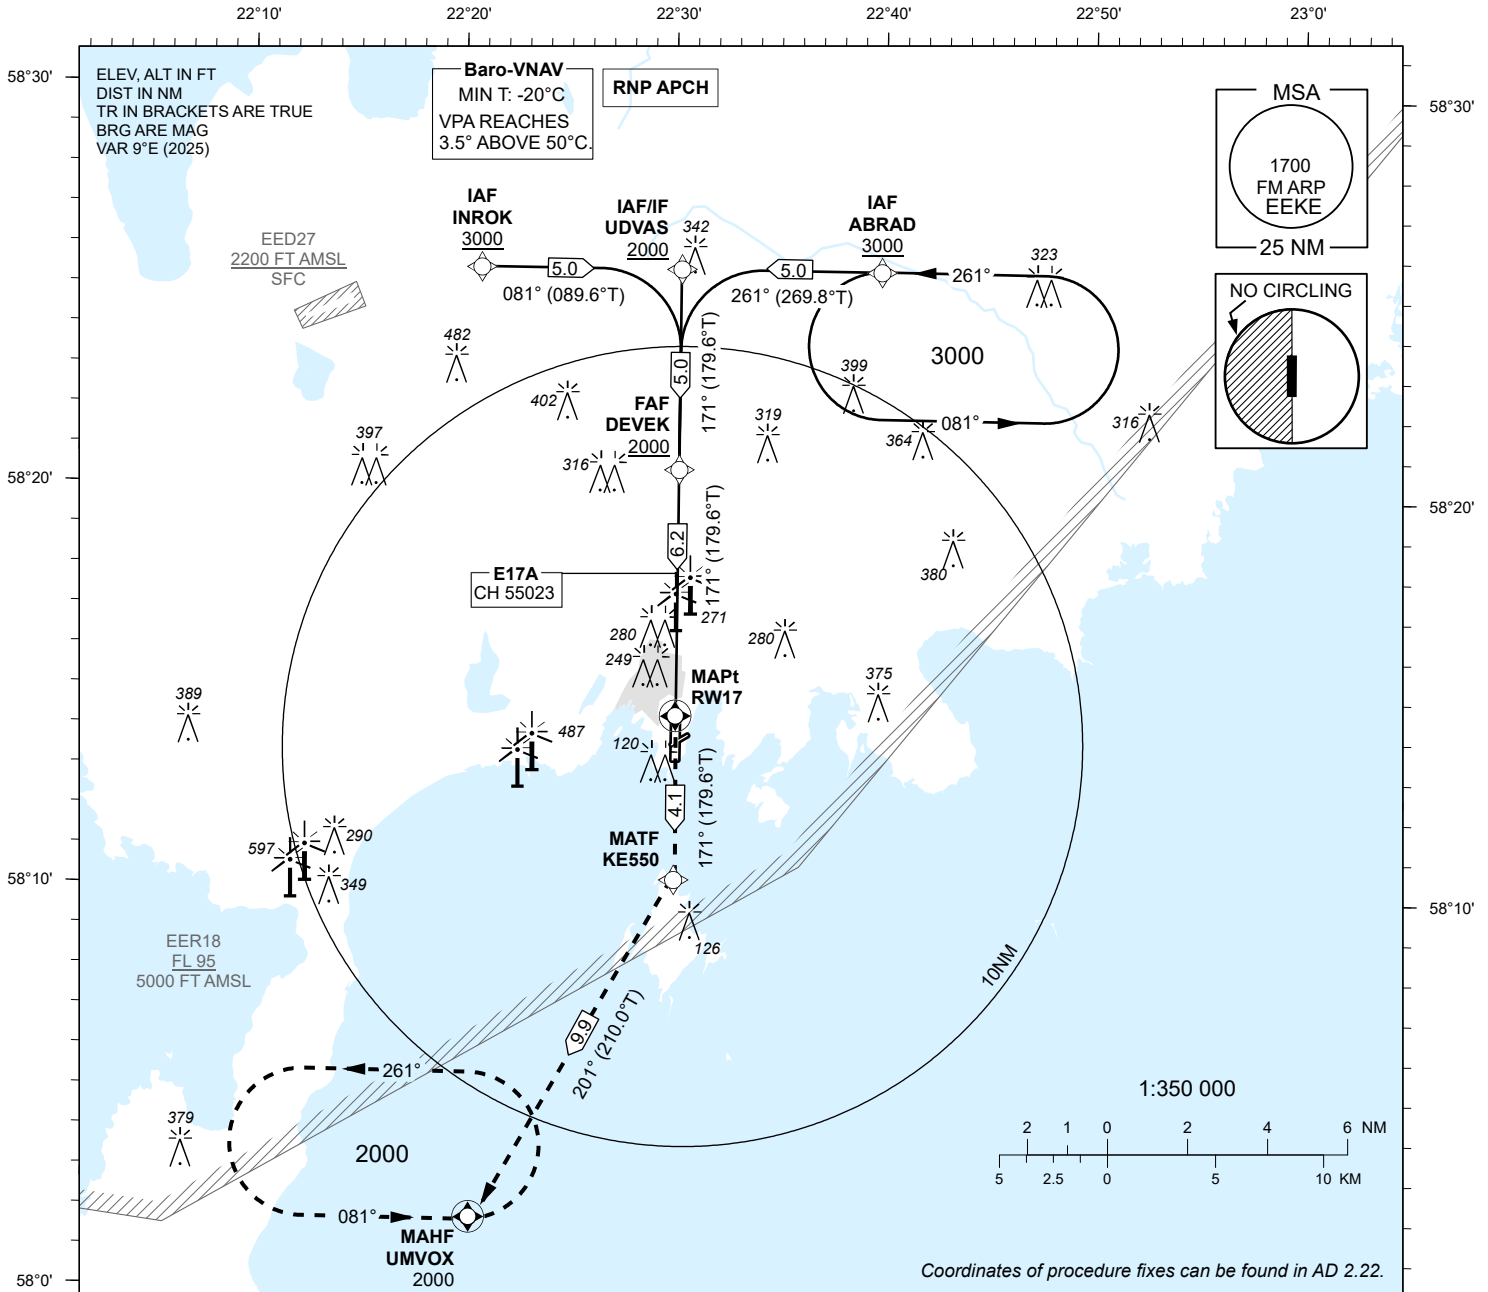 22°10'
22°20'
22°30'
22°40'
22°50'
23°0'
58°30'
58°30'
ELEV, ALT IN FT
DIST IN NM
TR IN BRACKETS ARE TRUE
BRG ARE MAG
VAR 9°E (2025)
Baro-VNAV
MIN T: -20°C
VPA REACHES
3.5° ABOVE 50°C.
RNP APCH
MSA
1700
FM ARP
EEKE
25 NM
NO CIRCLING
IAF
INROK
3000
IAF/IF
UDVAS
2000
342
IAF
ABRAD
3000
323
EED27
2200 FT AMSL
SFC
5.0
081° (089.6°T)
5.0
261° (269.8°T)
261°
3000
081°
482
402
397
316
399
319
364
316
5.0
171° (179.6°T)
FAF
DEVEK
2000
58°20'
58°20'
6.2
171° (179.6°T)
380
E17A
CH 55023
271
280
249
280
375
389
MAPt
RW17
487
120
4.1
171° (179.6°T)
MATF
KE550
597
290
349
58°10'
58°10'
126
EER18
FL 95
5000 FT AMSL
10NM
9.9
201° (210.0°T)
261°
2000
081°
379
MAHF
UMVOX
2000
1:350 000
2 1 0 2 4 6 NM
5 2.5 0 5 10 KM
58°0'
Coordinates of procedure fixes can be found in AD 2.22.